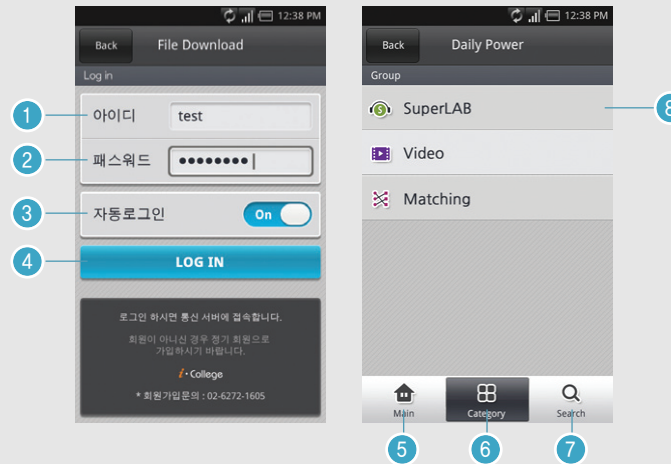 12:38 PM
Back
File Download
Log in
1
아이디
test
2
패스워드
3
자동로그인
On
4
LOG IN
로그인 하시면 통신 서버에 접속합니다.
회원이 아니신 경우 정기 회원으로
가입하시기 바랍니다.
i·College
* 회원가입문의 : 02-6272-1605
12:38 PM
Back
Daily Power
Group
SuperLAB
8
Video
Matching
Main
Category
Search
5
6
7